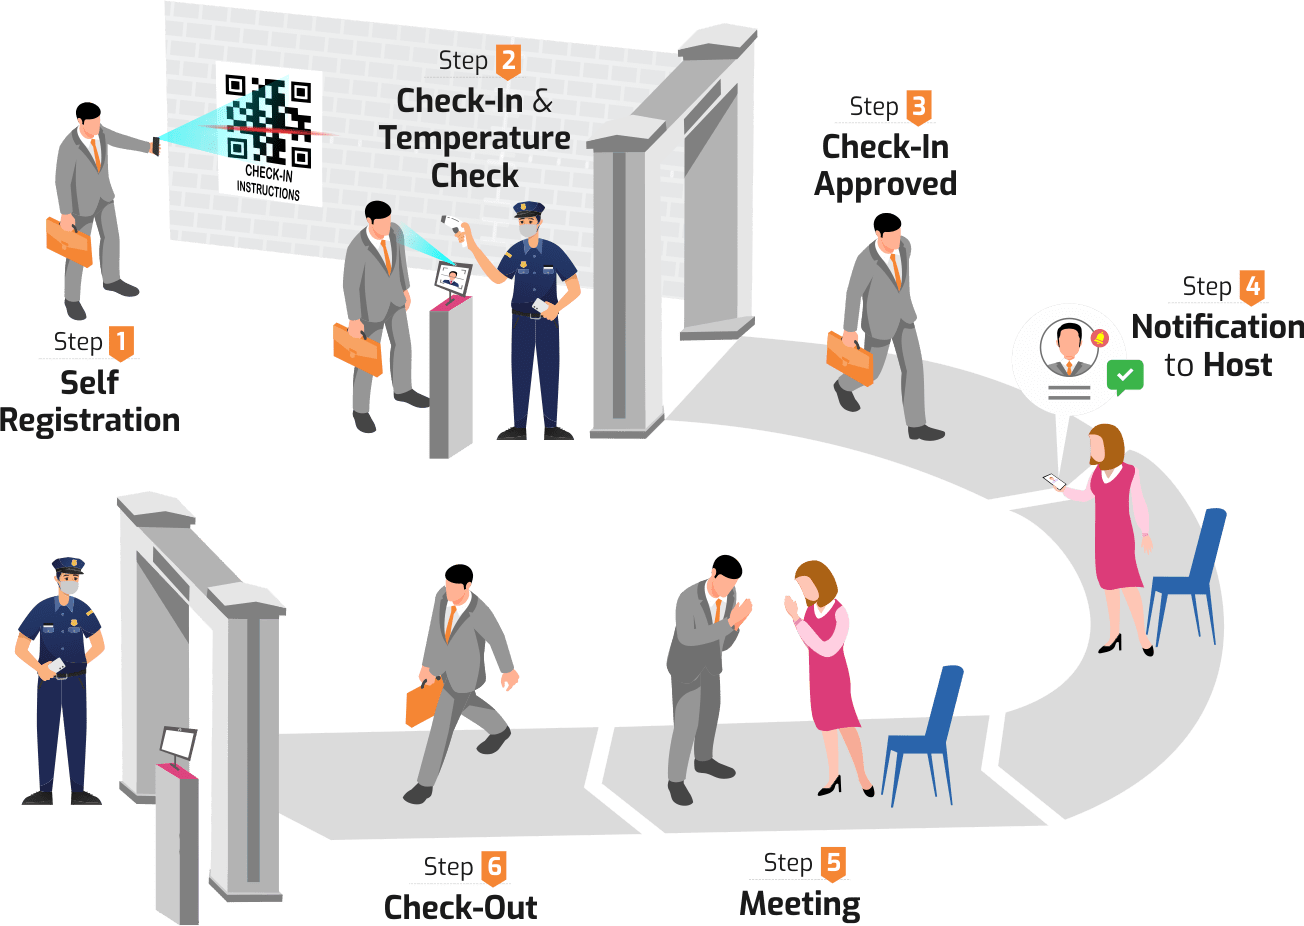 Step 1
Self
Registration
CHECK-IN
INSTRUCTIONS
Step 2
Check-In &
Temperature
Check
Step 3
Check-In
Approved
Step 4
Notification
to Host
Step 5
Meeting
Step 6
Check-Out